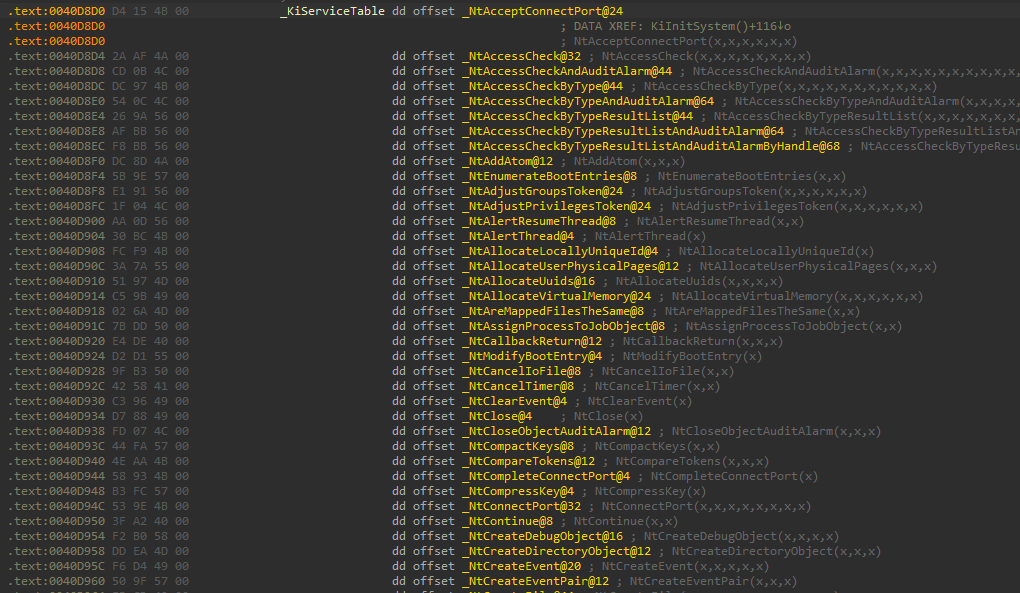 .text:0040D8D0 D4 15 4B 00 _KiServiceTable dd offset _NtAcceptConnectPort@24
.text:0040D8D0 ; DATA XREF: KiInitSystem()+116↓o
.text:0040D8D0 ; NtAcceptConnectPort(x,x,x,x,x,x)
.text:0040D8D4 2A AF 4A 00 dd offset _NtAccessCheck@32 ; NtAccessCheck(x,x,x,x,x,x,x,x)
.text:0040D8D8 CD 0B 4C 00 dd offset _NtAccessCheckAndAuditAlarm@44 ; NtAccessCheckAndAuditAlarm(x,x,x,x,x,x,x,x,x,
.text:0040D8DC DC 97 4B 00 dd offset _NtAccessCheckByType@44 ; NtAccessCheckByType(x,x,x,x,x,x,x,x,x,x,x)
.text:0040D8E0 54 0C 4C 00 dd offset _NtAccessCheckByTypeAndAuditAlarm@64 ; NtAccessCheckByTypeAndAuditAlarm(x,x,x,x,
.text:0040D8E4 26 9A 56 00 dd offset _NtAccessCheckByTypeResultList@44 ; NtAccessCheckByTypeResultList(x,x,x,x,x,x,
.text:0040D8E8 AF BB 56 00 dd offset _NtAccessCheckByTypeResultListAndAuditAlarm@64 ; NtAccessCheckByTypeResultListAn
.text:0040D8EC F8 BB 56 00 dd offset _NtAccessCheckByTypeResultListAndAuditAlarmByHandle@68 ; NtAccessCheckByTypeResu
.text:0040D8F0 DC 8D 4A 00 dd offset _NtAddAtom@12 ; NtAddAtom(x,x,x)
.text:0040D8F4 5B 9E 57 00 dd offset _NtEnumerateBootEntries@8 ; NtEnumerateBootEntries(x,x)
.text:0040D8F8 E1 91 56 00 dd offset _NtAdjustGroupsToken@24 ; NtAdjustGroupsToken(x,x,x,x,x,x)
.text:0040D8FC 1F 04 4C 00 dd offset _NtAdjustPrivilegesToken@24 ; NtAdjustPrivilegesToken(x,x,x,x,x,x)
.text:0040D900 AA 0D 56 00 dd offset _NtAlertResumeThread@8 ; NtAlertResumeThread(x,x)
.text:0040D904 30 BC 4B 00 dd offset _NtAlertThread@4 ; NtAlertThread(x)
.text:0040D908 FC F9 4B 00 dd offset _NtAllocateLocallyUniqueId@4 ; NtAllocateLocallyUniqueId(x)
.text:0040D90C 3A 7A 55 00 dd offset _NtAllocateUserPhysicalPages@12 ; NtAllocateUserPhysicalPages(x,x,x)
.text:0040D910 51 97 4D 00 dd offset _NtAllocateUuids@16 ; NtAllocateUuids(x,x,x,x)
.text:0040D914 C5 9B 49 00 dd offset _NtAllocateVirtualMemory@24 ; NtAllocateVirtualMemory(x,x,x,x,x,x)
.text:0040D918 02 6A 4D 00 dd offset _NtAreMappedFilesTheSame@8 ; NtAreMappedFilesTheSame(x,x)
.text:0040D91C 7B DD 50 00 dd offset _NtAssignProcessToJobObject@8 ; NtAssignProcessToJobObject(x,x)
.text:0040D920 E4 DE 40 00 dd offset _NtCallbackReturn@12 ; NtCallbackReturn(x,x,x)
.text:0040D924 D2 D1 55 00 dd offset _NtModifyBootEntry@4 ; NtModifyBootEntry(x)
.text:0040D928 9F B3 50 00 dd offset _NtCancelIoFile@8 ; NtCancelIoFile(x,x)
.text:0040D92C 42 58 41 00 dd offset _NtCancelTimer@8 ; NtCancelTimer(x,x)
.text:0040D930 C3 96 49 00 dd offset _NtClearEvent@4 ; NtClearEvent(x)
.text:0040D934 D7 88 49 00 dd offset _NtClose@4 ; NtClose(x)
.text:0040D938 FD 07 4C 00 dd offset _NtCloseObjectAuditAlarm@12 ; NtCloseObjectAuditAlarm(x,x,x)
.text:0040D93C 44 FA 57 00 dd offset _NtCompactKeys@8 ; NtCompactKeys(x,x)
.text:0040D940 4E AA 4B 00 dd offset _NtCompareTokens@12 ; NtCompareTokens(x,x,x)
.text:0040D944 58 93 4B 00 dd offset _NtCompleteConnectPort@4 ; NtCompleteConnectPort(x)
.text:0040D948 B3 FC 57 00 dd offset _NtCompressKey@4 ; NtCompressKey(x)
.text:0040D94C 53 9E 4B 00 dd offset _NtConnectPort@32 ; NtConnectPort(x,x,x,x,x,x,x,x)
.text:0040D950 3F A2 40 00 dd offset _NtContinue@8 ; NtContinue(x,x)
.text:0040D954 F2 B0 58 00 dd offset _NtCreateDebugObject@16 ; NtCreateDebugObject(x,x,x,x)
.text:0040D958 DD EA 4D 00 dd offset _NtCreateDirectoryObject@12 ; NtCreateDirectoryObject(x,x,x)
.text:0040D95C F6 D4 49 00 dd offset _NtCreateEvent@20 ; NtCreateEvent(x,x,x,x,x)
.text:0040D960 50 9F 57 00 dd offset _NtCreateEventPair@12 ; NtCreateEventPair(x,x,x)